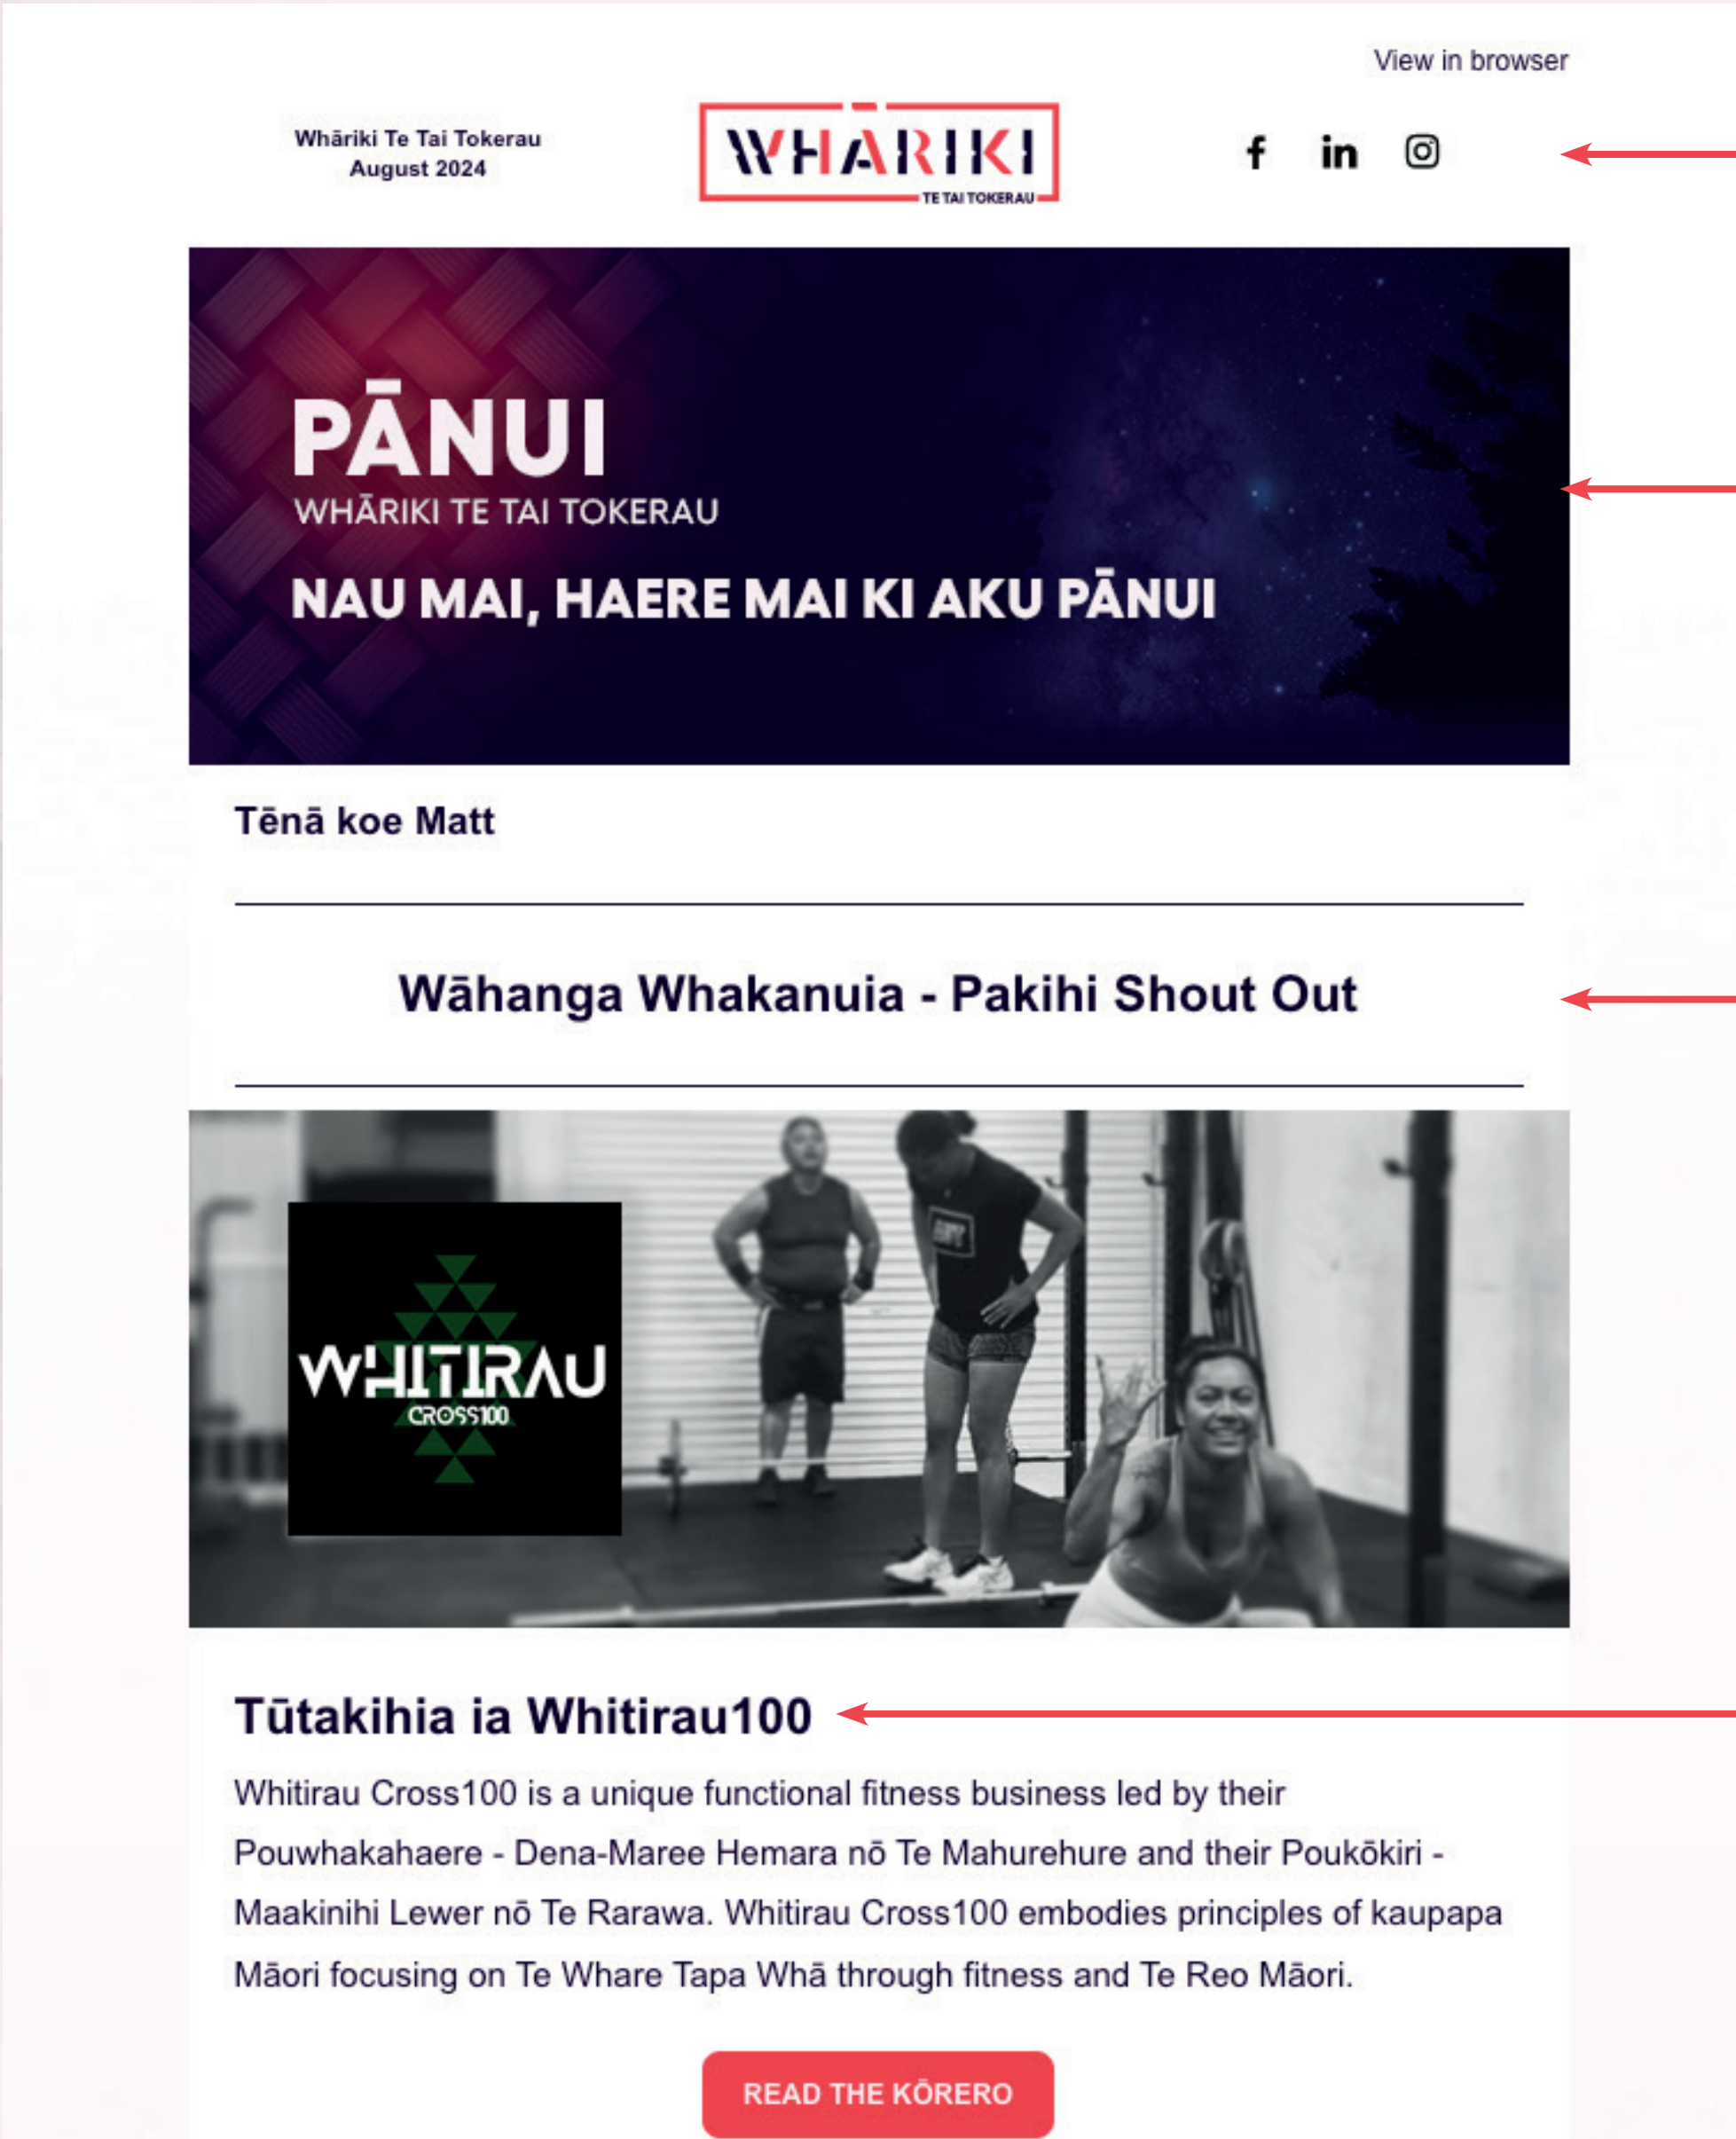 View in browser
Whāriki Te Tai Tokerau
August 2024
WHĀRIKI
TE TAI TOKERAU
PĀNUI
WHĀRIKI TE TAI TOKERAU
NAU MAI, HAERE MAI KI AKU PĀNUI
Tēnā koe Matt
Wāhanga Whakanuia - Pakihi Shout Out
WHITIRAU
CROSS100
Tūtakihia ia Whitirau100
Whitirau Cross100 is a unique functional fitness business led by their
Pouwhakahaere - Dena-Maree Hemara nō Te Mahurehure and their Poukōkiri -
Maakinihi Lewer nō Te Rarawa. Whitirau Cross100 embodies principles of kaupapa
Māori focusing on Te Whare Tapa Whā through fitness and Te Reo Māori.
READ THE KŌRERO